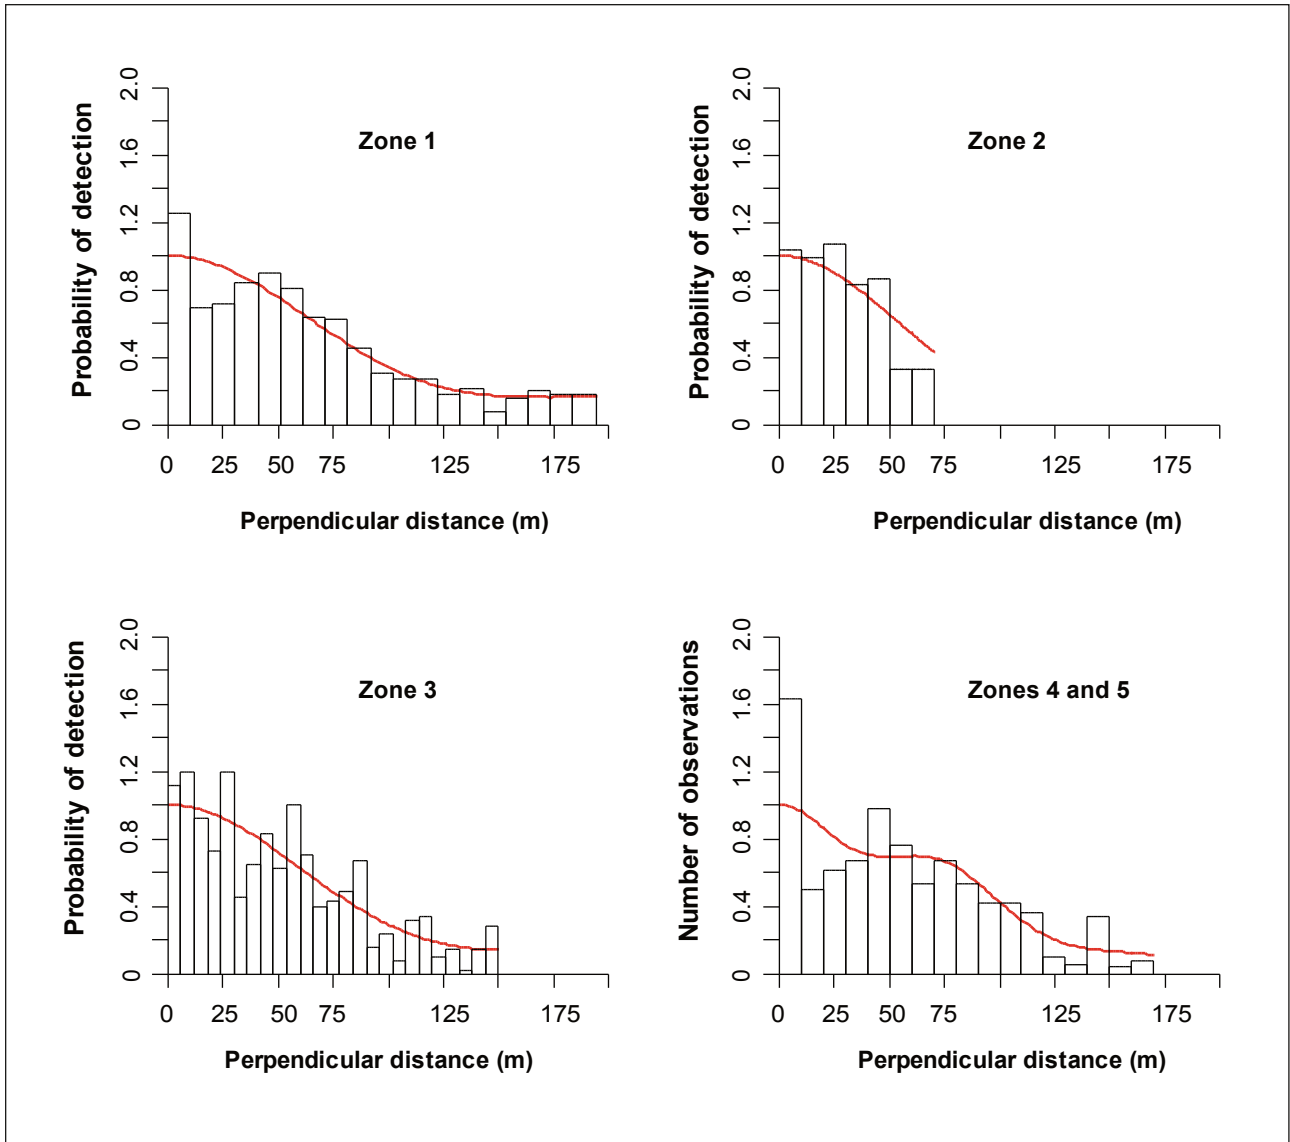 Zone 1
Probability of detection
2.0
1.6
1.2
0.8
0.4
0
0 25 50 75 125 175
Perpendicular distance (m)
Zone 2
Probability of detection
2.0
1.6
1.2
0.8
0.4
0
0 25 50 75 125 175
Perpendicular distance (m)
Zone 3
Probability of detection
2.0
1.6
1.2
0.8
0.4
0
0 25 50 75 125 175
Perpendicular distance (m)
Zones 4 and 5
Number of observations
2.0
1.6
1.2
0.8
0.4
0
0 25 50 75 125 175
Perpendicular distance (m)